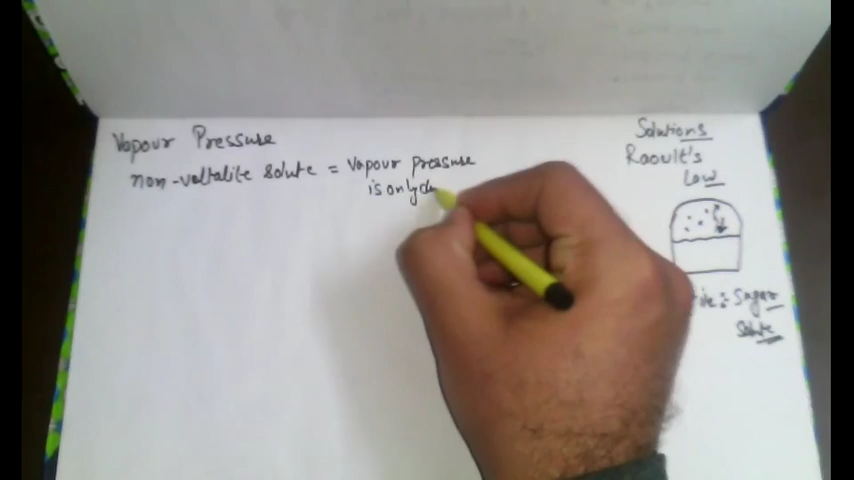 Vapour Pressure
non-voltalite solute = Vapour pressure
is only
Solutions
Raoult's
Law
Sugar
Solute